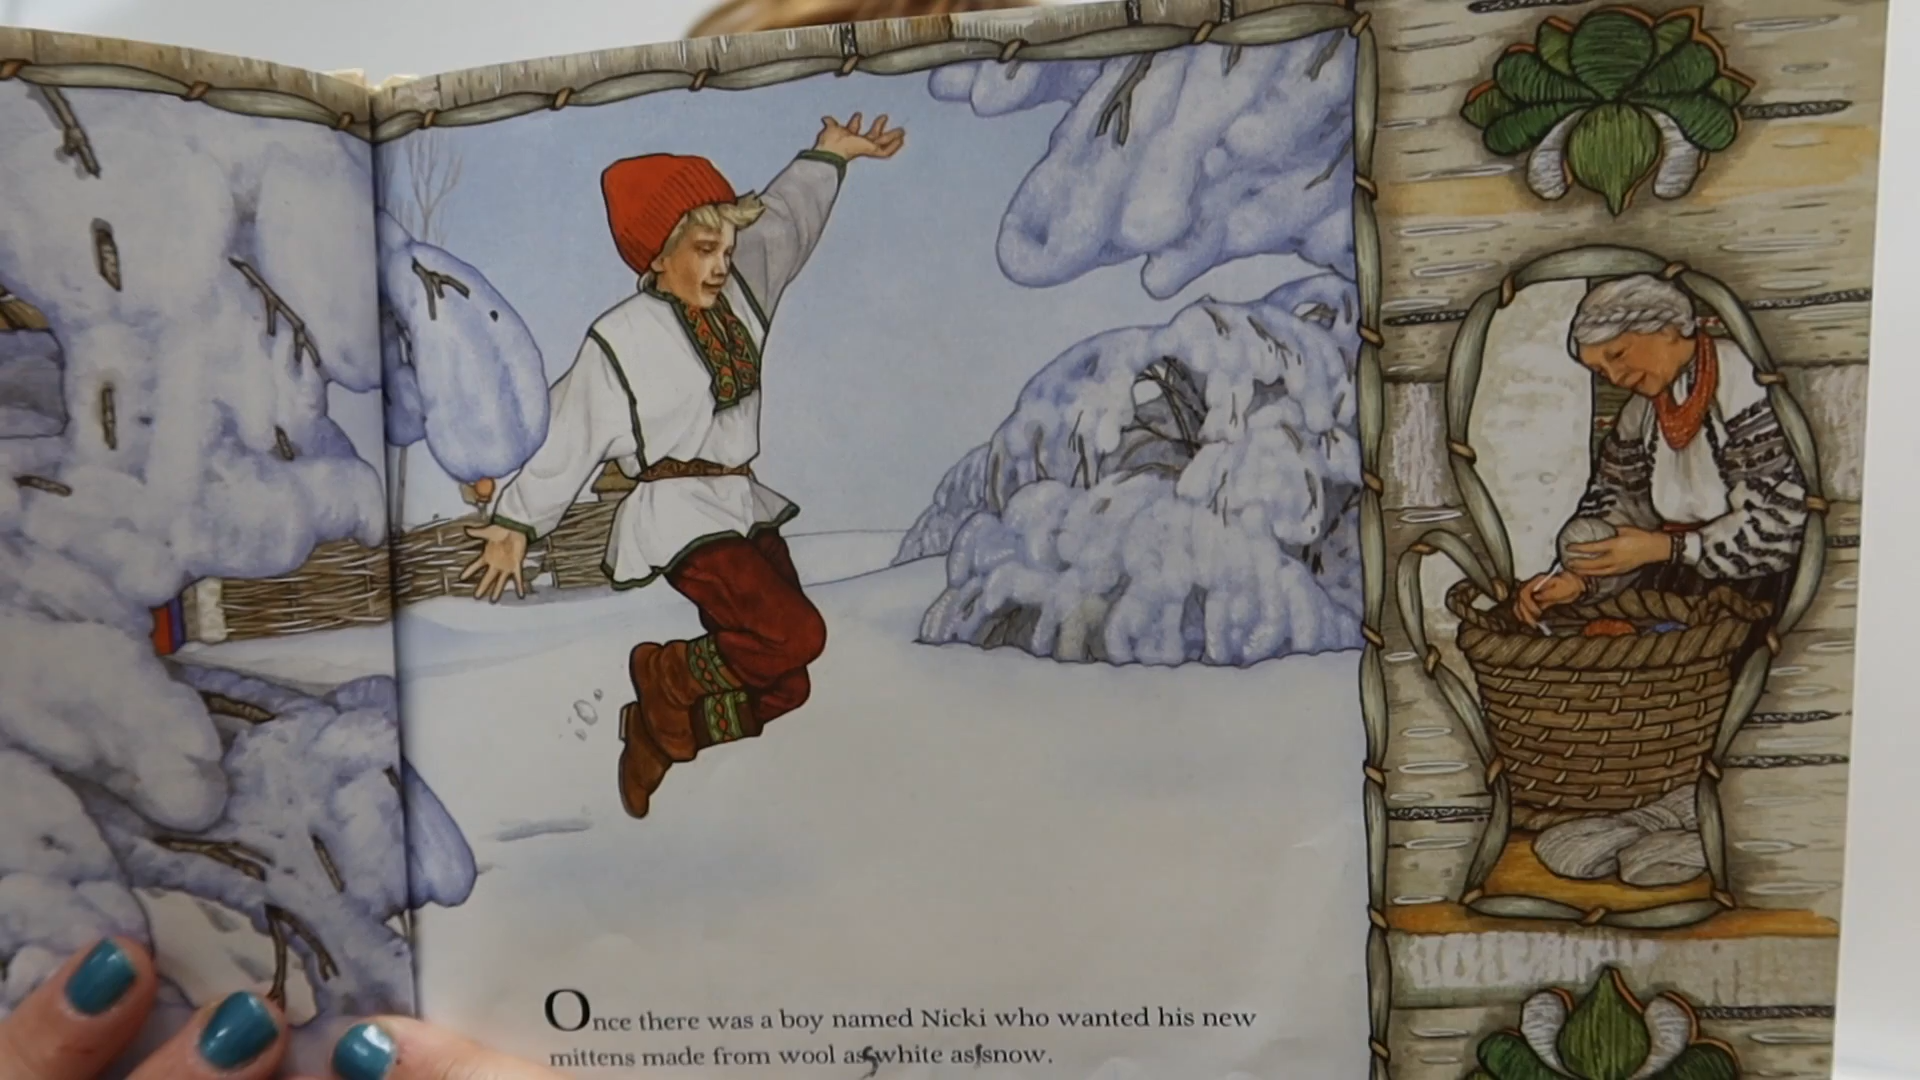 Once there was a boy named Nicki who wanted his new
mittens made from wool as white as snow.